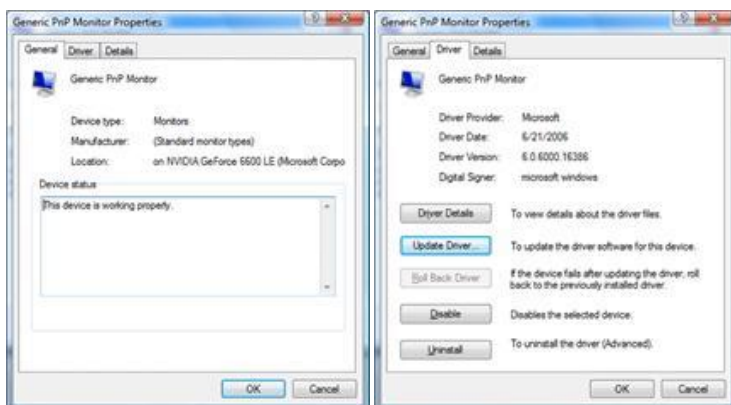 Generic PnP Monitor Properties
General Driver Details
Generic PnP Monitor
Device type: Monitors
Manufacturer: (Standard monitor types)
Location: on NVIDIA GeForce 6600 LE (Microsoft Corpo
Device status
This device is working properly.
OK Cancel
Generic PnP Monitor Properties
General Driver Details
Generic PnP Monitor
Driver Provider: Microsoft
Driver Date: 6/21/2006
Driver Version: 6.0.6000.16386
Digital Signer: microsoft windows
Driver Details To view details about the driver files.
Update Driver... To update the driver software for this device.
Roll Back Driver If the device fails after updating the driver, roll
back to the previously installed driver.
Disable Disables the selected device.
Uninstall To uninstall the driver (Advanced).
OK Cancel